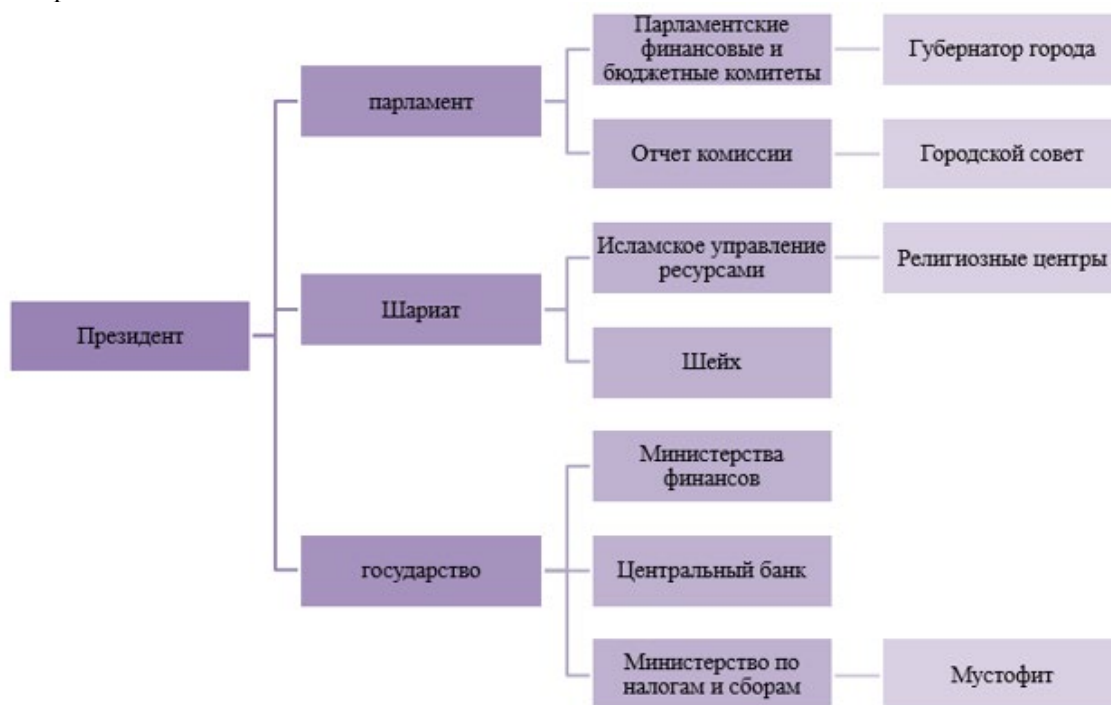 Парламентские
финансовые и
бюджетные комитеты
Губернатор города
парламент
Отчет комиссии
Городской совет
Исламское управление
ресурсами
Религиозные центры
Шариат
Президент
Шейх
Министерства
финансов
государство
Центральный банк
Министерство по
налогам и сборам
Мустофит